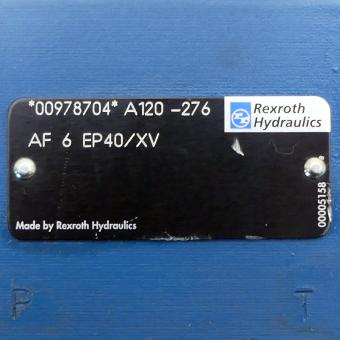 *00978704* A120 -276
AF 6 EP40/XV
Rexroth
Hydraulics
Made by Rexroth Hydraulics
00005158
P
T